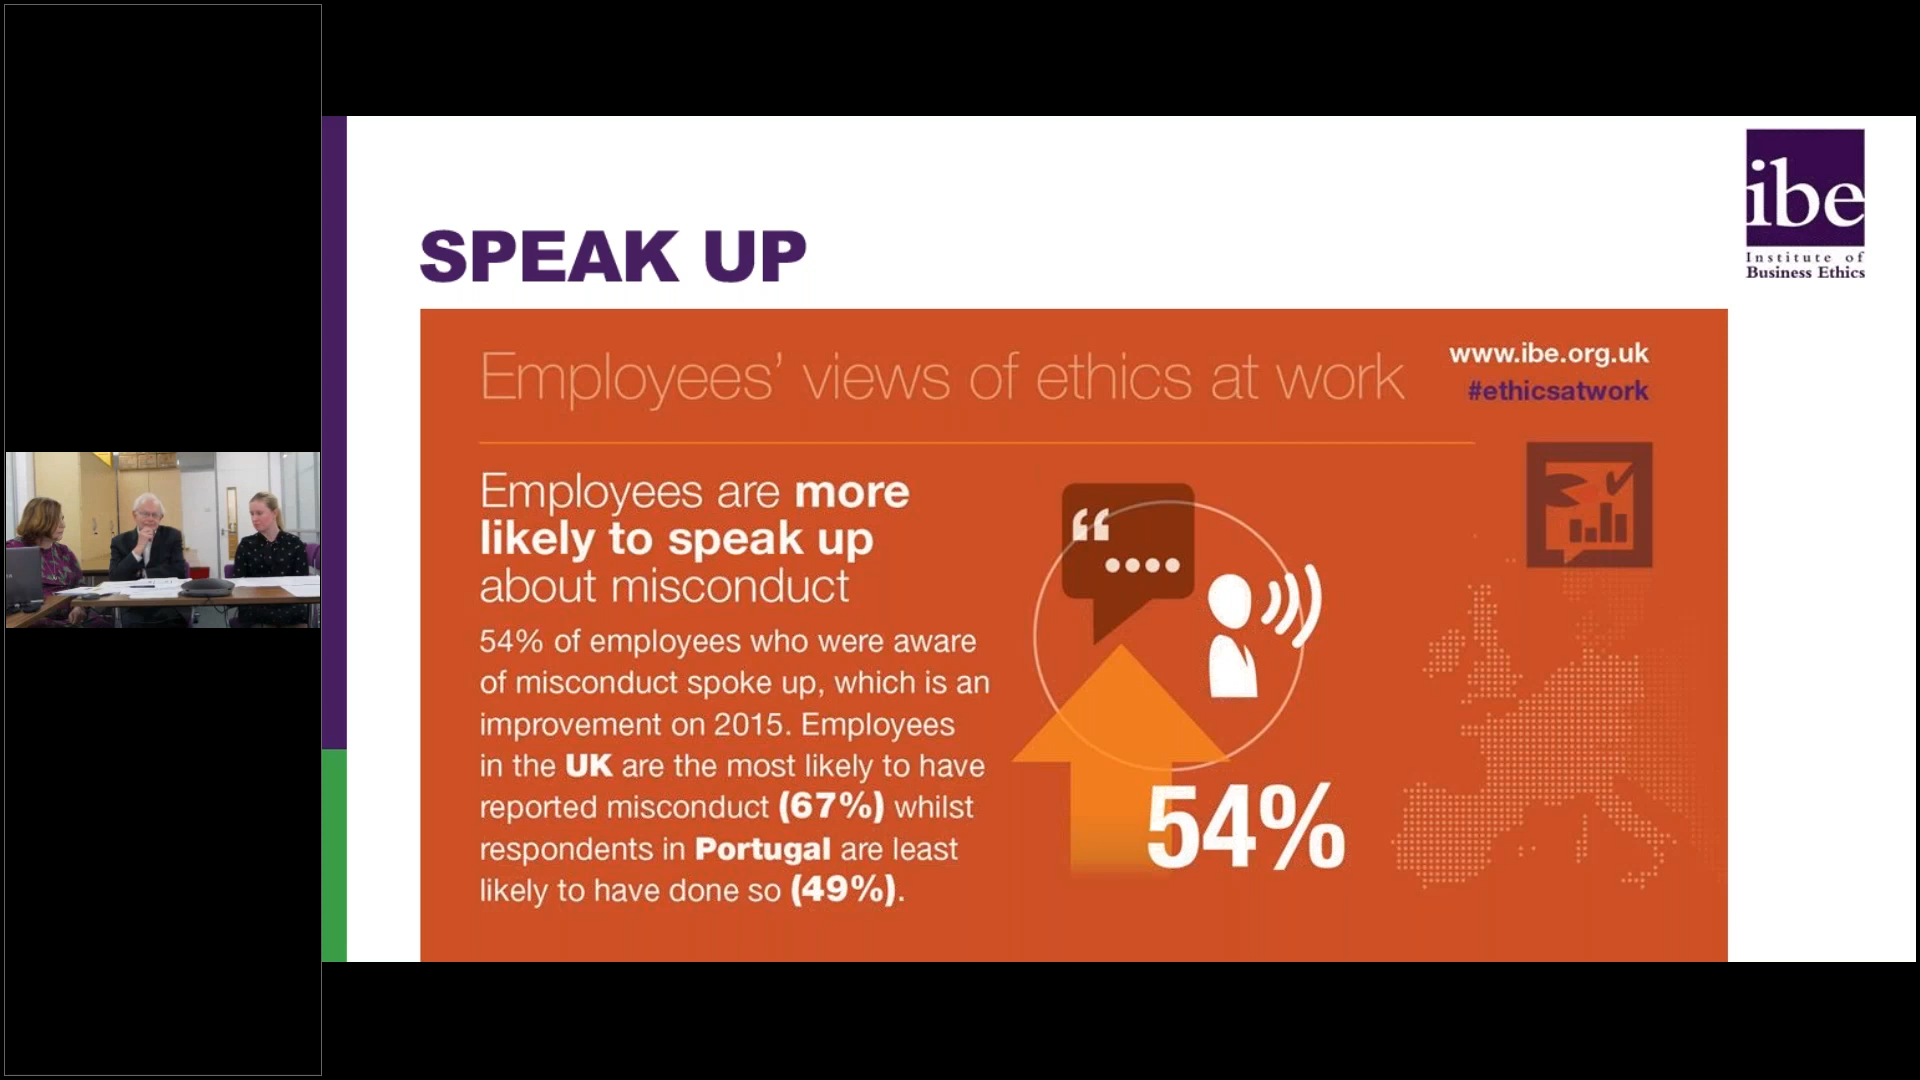 SPEAK UP
ibe
Institute of
Business Ethics
Employees’ views of ethics at work
www.ibe.org.uk
#ethicsatwork
Employees are more
likely to speak up
about misconduct
54% of employees who were aware
of misconduct spoke up, which is an
improvement on 2015. Employees
in the UK are the most likely to have
reported misconduct (67%) whilst
respondents in Portugal are least
likely to have done so (49%).
“
54%